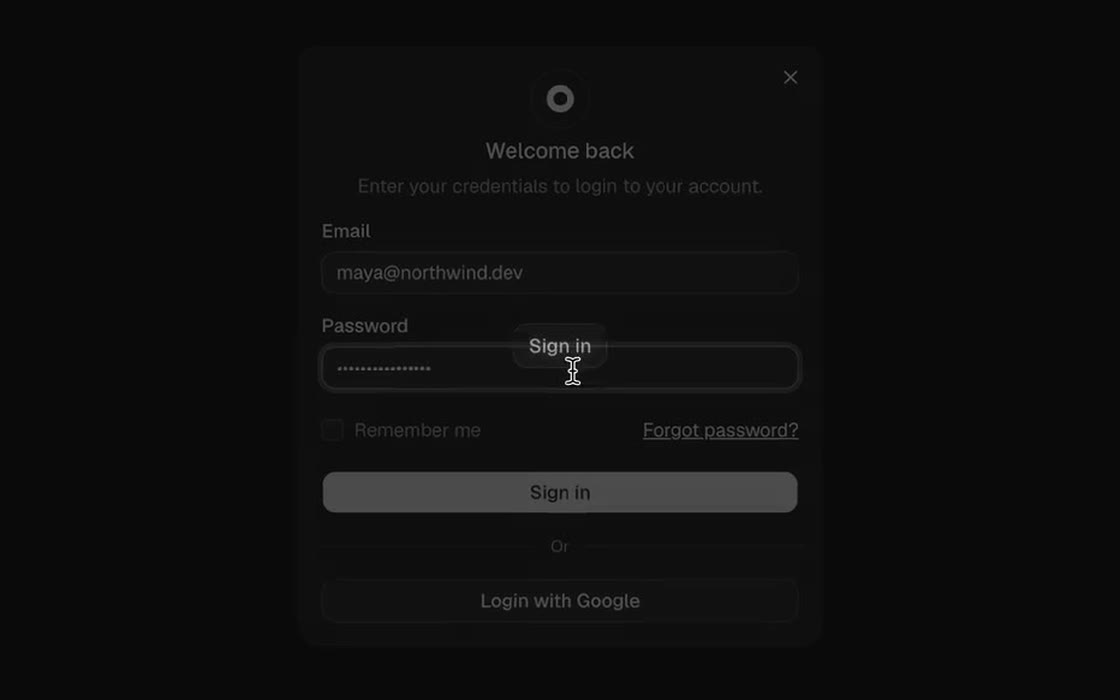 Welcome back
Enter your credentials to login to your account.
Email
maya@northwind.dev
Password
Sign in
••••••••••••••••
Remember me
Forgot password?
Sign in
Or
Login with Google